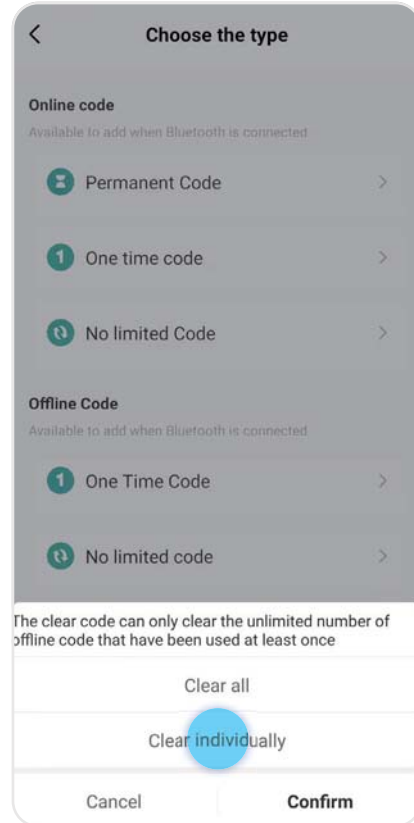 Choose the type
Online code
Available to add when Bluetooth is connected
Permanent Code
1 One time code
No limited Code
Offline Code
Available to add when Bluetooth is connected
1 One Time Code
No limited code
The clear code can only clear the unlimited number of
offline code that have been used at least once
Clear all
Clear individually
Cancel Confirm